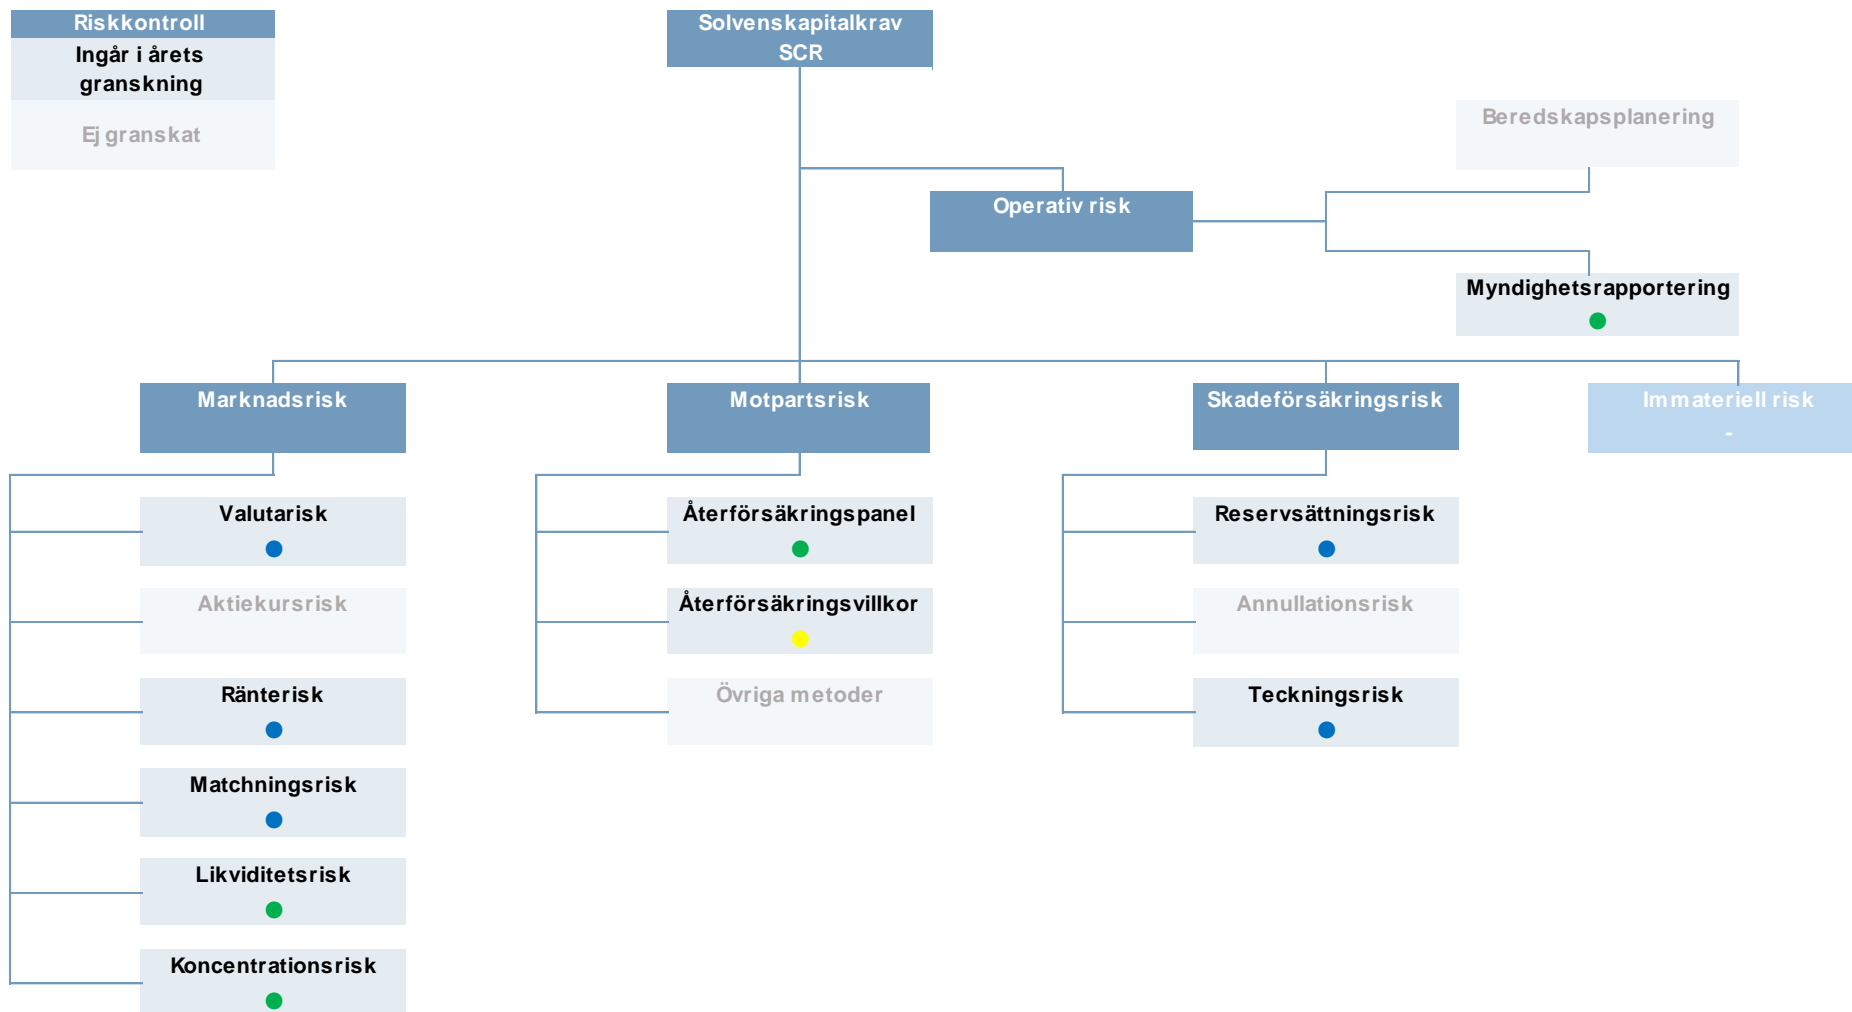 Riskkontroll
Ingår i årets
granskning
Ej granskat
Solvenskapitalkrav
SCR
Beredskapsplanering
Operativ risk
Myndighetsrapportering
Marknadsrisk
Motpartsrisk
Skadeförsäkringsrisk
Immateriell risk
-
Valutarisk
Återförsäkringspanel
Reservsättningsrisk
Aktiekursrisk
Återförsäkringsvillkor
Annullationsrisk
Ränterisk
Övriga metoder
Teckningsrisk
Matchningsrisk
Likviditetsrisk
Koncentrationsrisk